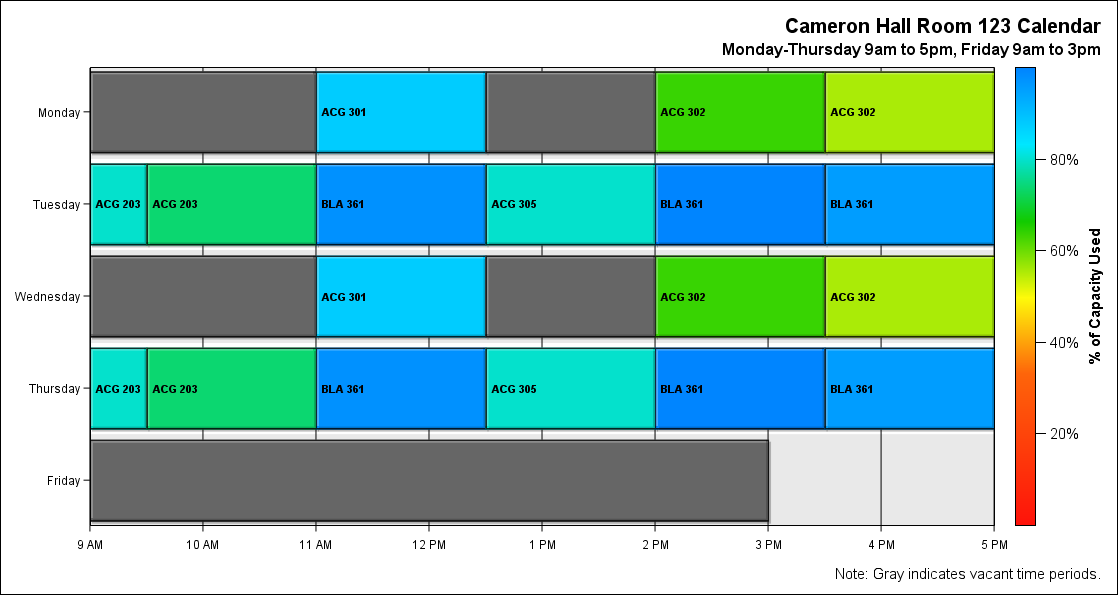 Cameron Hall Room 123 Calendar
Monday-Thursday 9am to 5pm, Friday 9am to 3pm
Monday
ACG 301
ACG 302
ACG 302
Tuesday
ACG 203
ACG 203
BLA 361
ACG 305
BLA 361
BLA 361
Wednesday
ACG 301
ACG 302
ACG 302
Thursday
ACG 203
ACG 203
BLA 361
ACG 305
BLA 361
BLA 361
Friday
9 AM
10 AM
11 AM
12 PM
1 PM
2 PM
3 PM
4 PM
5 PM
80%
60%
40%
20%
% of Capacity Used
Note: Gray indicates vacant time periods.